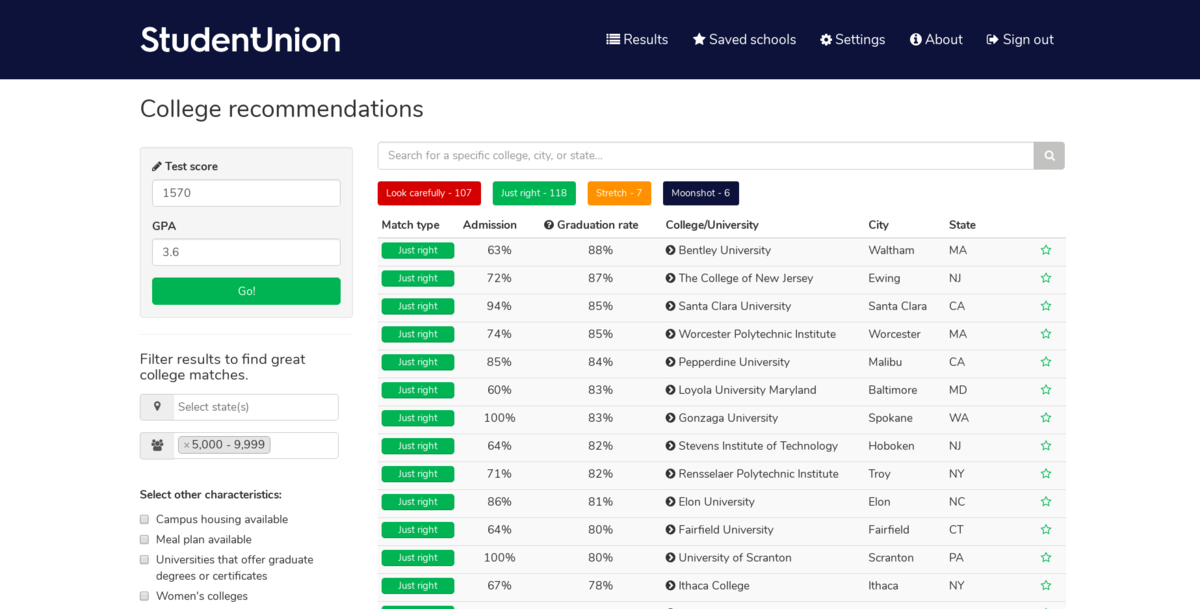 StudentUnion
Results Saved schools Settings About Sign out
College recommendations
Test score
1570
GPA
3.6
Go!
Filter results to find great
college matches.
Select state(s)
×5,000 - 9,999
Select other characteristics:
Campus housing available
Meal plan available
Universities that offer graduate
degrees or certificates
Women's colleges
Search for a specific college, city, or state...
Look carefully - 107 Just right - 118 Stretch - 7 Moonshot - 6
Match type Admission Graduation rate College/University City State
Just right 63% 88% Bentley University Waltham MA
Just right 72% 87% The College of New Jersey Ewing NJ
Just right 94% 85% Santa Clara University Santa Clara CA
Just right 74% 85% Worcester Polytechnic Institute Worcester MA
Just right 85% 84% Pepperdine University Malibu CA
Just right 60% 83% Loyola University Maryland Baltimore MD
Just right 100% 83% Gonzaga University Spokane WA
Just right 64% 82% Stevens Institute of Technology Hoboken NJ
Just right 71% 82% Rensselaer Polytechnic Institute Troy NY
Just right 86% 81% Elon University Elon NC
Just right 64% 80% Fairfield University Fairfield CT
Just right 100% 80% University of Scranton Scranton PA
Just right 67% 78% Ithaca College Ithaca NY